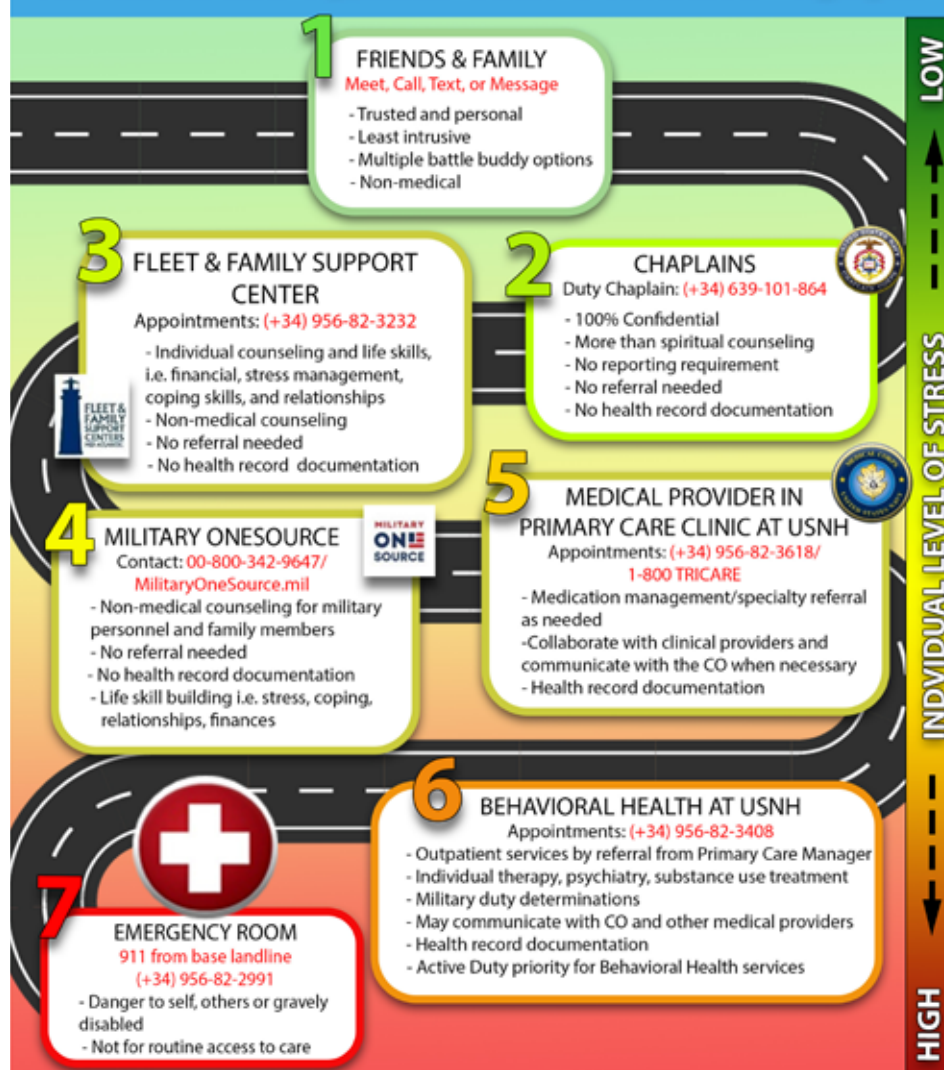 1
FRIENDS & FAMILY
Meet, Call, Text, or Message
- Trusted and personal
- Least intrusive
- Multiple battle buddy options
- Non-medical
2
CHAPLAINS
Duty Chaplain: (+34) 639-101-864
- 100% Confidential
- More than spiritual counseling
- No reporting requirement
- No referral needed
- No health record documentation
3
FLEET & FAMILY SUPPORT
CENTER
Appointments: (+34) 956-82-3232
- Individual counseling and life skills,
i.e. financial, stress management,
coping skills, and relationships
- Non-medical counseling
- No referral needed
- No health record documentation
FLEET &
FAMILY
SUPPORT
CENTERS
4
MILITARY ONESOURCE
Contact: 00-800-342-9647/
MilitaryOneSource.mil
- Non-medical counseling for military
personnel and family members
- No referral needed
- No health record documentation
- Life skill building i.e. stress, coping,
relationships, finances
MILITARY
ONE
SOURCE
5
MEDICAL PROVIDER IN
PRIMARY CARE CLINIC AT USNH
Appointments: (+34) 956-82-3618/
1-800 TRICARE
- Medication management/specialty referral
as needed
-Collaborate with clinical providers and
communicate with the CO when necessary
- Health record documentation
MEDICAL CORPS
UNITED STATES NAVY
6
BEHAVIORAL HEALTH AT USNH
Appointments: (+34) 956-82-3408
- Outpatient services by referral from Primary Care Manager
- Individual therapy, psychiatry, substance use treatment
- Military duty determinations
- May communicate with CO and other medical providers
- Health record documentation
- Active Duty priority for Behavioral Health services
7
EMERGENCY ROOM
911 from base landline
(+34) 956-82-2991
- Danger to self, others or gravely
disabled
- Not for routine access to care
LOW
INDVIDUAL LEVEL OF STRESS
HIGH